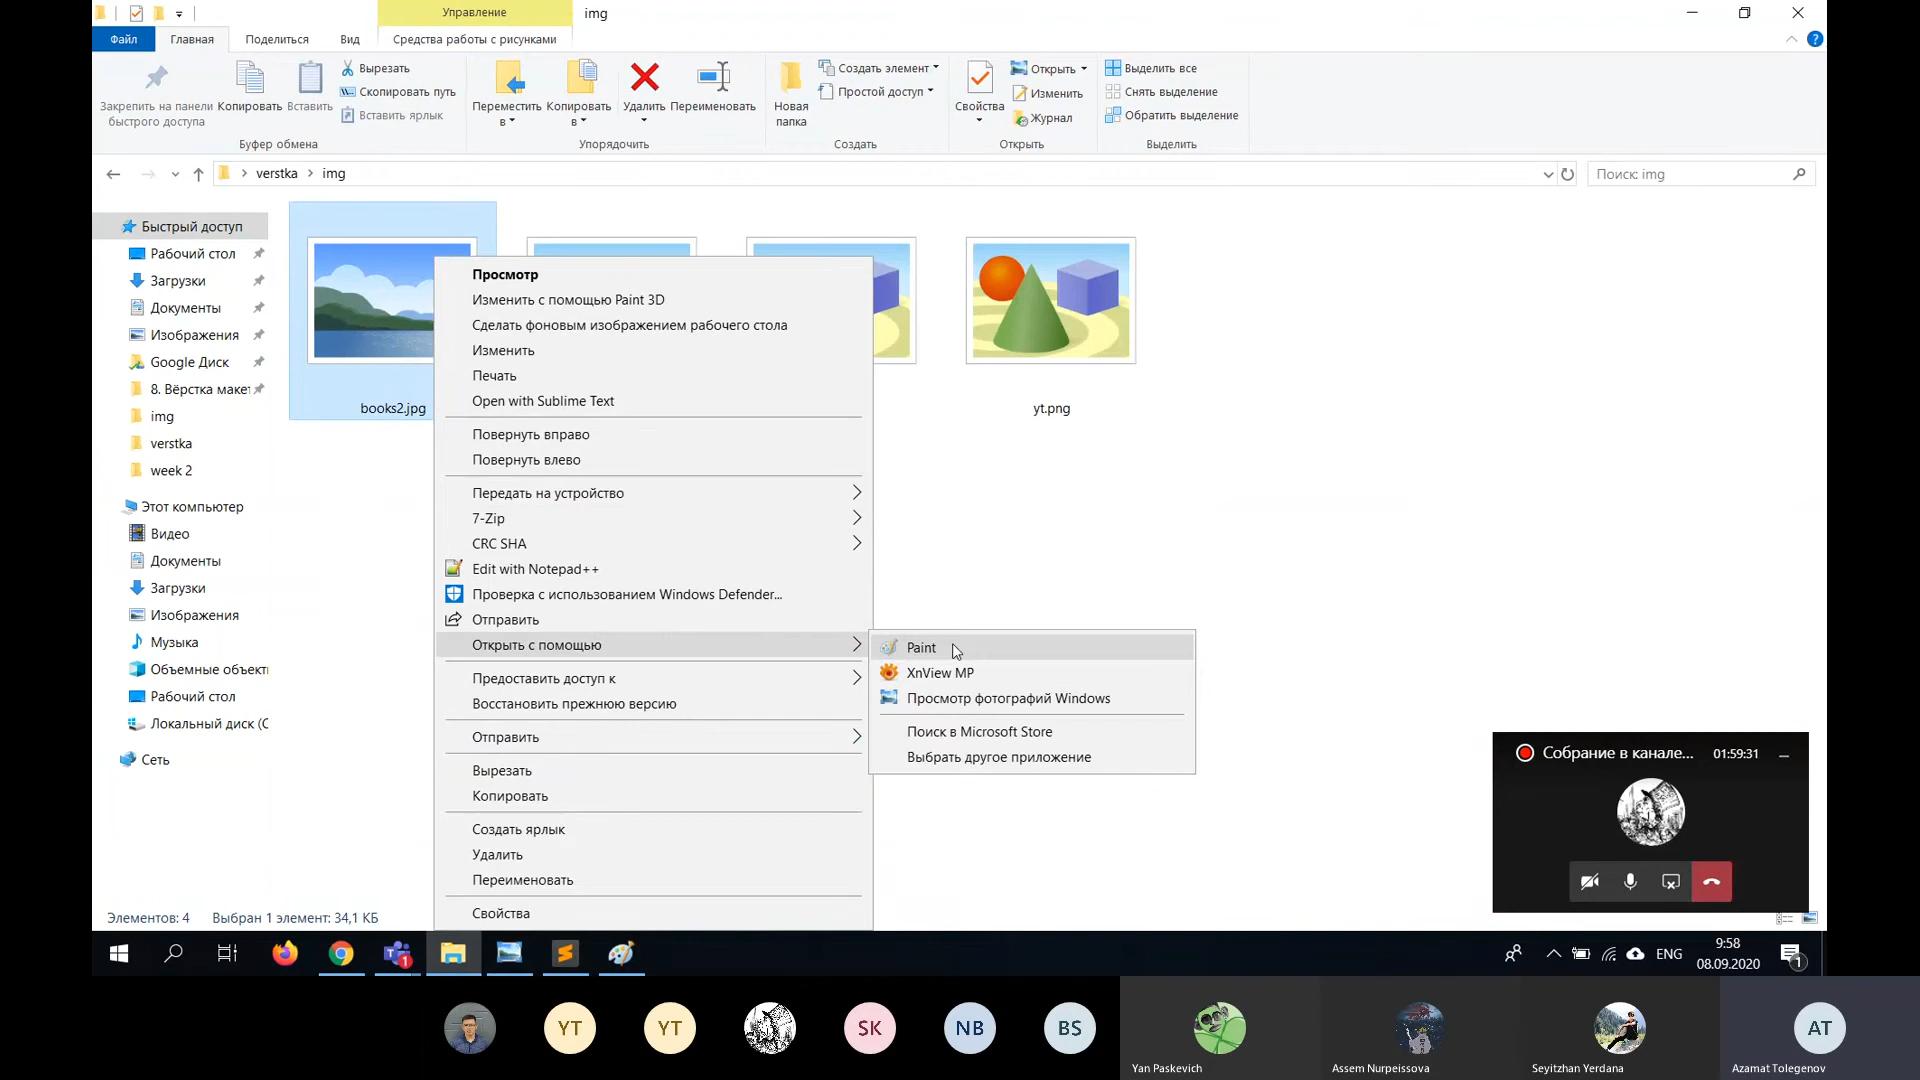 Управление
img
Файл
Главная
Поделиться
Вид
Средства работы с рисунками
Закрепить на панели быстрого доступа
Копировать
Вставить
Вырезать
Скопировать путь
Вставить ярлык
Буфер обмена
Переместить в
Копировать в
Удалить
Переименовать
Упорядочить
Новая папка
Создать элемент
Простой доступ
Создать
Свойства
Открыть
Изменить
Журнал
Открыть
Выделить все
Снять выделение
Обратить выделение
Выделить
verstka
img
Поиск: img
Быстрый доступ
Рабочий стол
Загрузки
Документы
Изображения
Google Диск
8. Вёрстка макет
img
verstka
week 2
Этот компьютер
Видео
Документы
Загрузки
Изображения
Музыка
Объемные объект
Рабочий стол
Локальный диск (C
Сеть
books2.jpg
yt.png
Просмотр
Изменить с помощью Paint 3D
Сделать фоновым изображением рабочего стола
Изменить
Печать
Open with Sublime Text
Повернуть вправо
Повернуть влево
Передать на устройство
7-Zip
CRC SHA
Edit with Notepad++
Проверка с использованием Windows Defender...
Отправить
Открыть с помощью
Предоставить доступ к
Восстановить прежнюю версию
Отправить
Вырезать
Копировать
Создать ярлык
Удалить
Переименовать
Свойства
Paint
XnView MP
Просмотр фотографий Windows
Поиск в Microsoft Store
Выбрать другое приложение
Собрание в канале...
01:59:31
Элементов: 4
Выбран 1 элемент: 34,1 КБ
1
ENG
9:58
08.09.2020
1
YT
YT
SK
NB
BS
AT
Yan Paskevich
Assem Nurpeissova
Seyitzhan Yerdana
Azamat Tolegenov